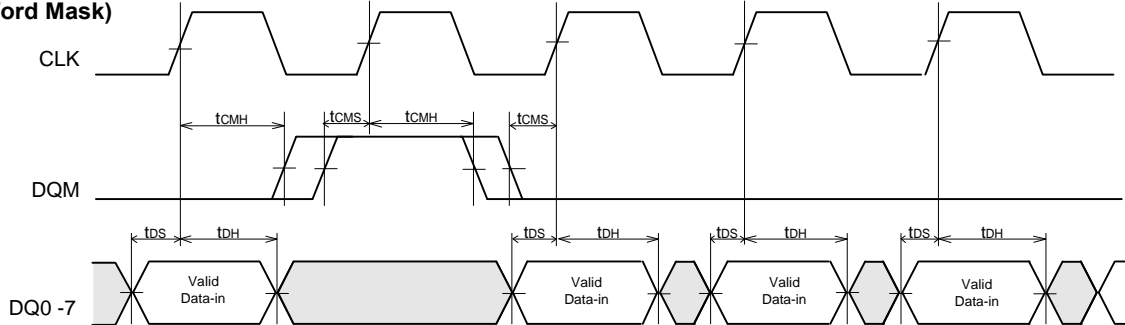 ord Mask)
CLK
tCMH tCMS tCMH tCMS
DQM
tDS tDH tDS tDH tDS tDH tDS tDH
Valid Valid Valid Valid
Data-in Data-in Data-in Data-in
DQ0 -7